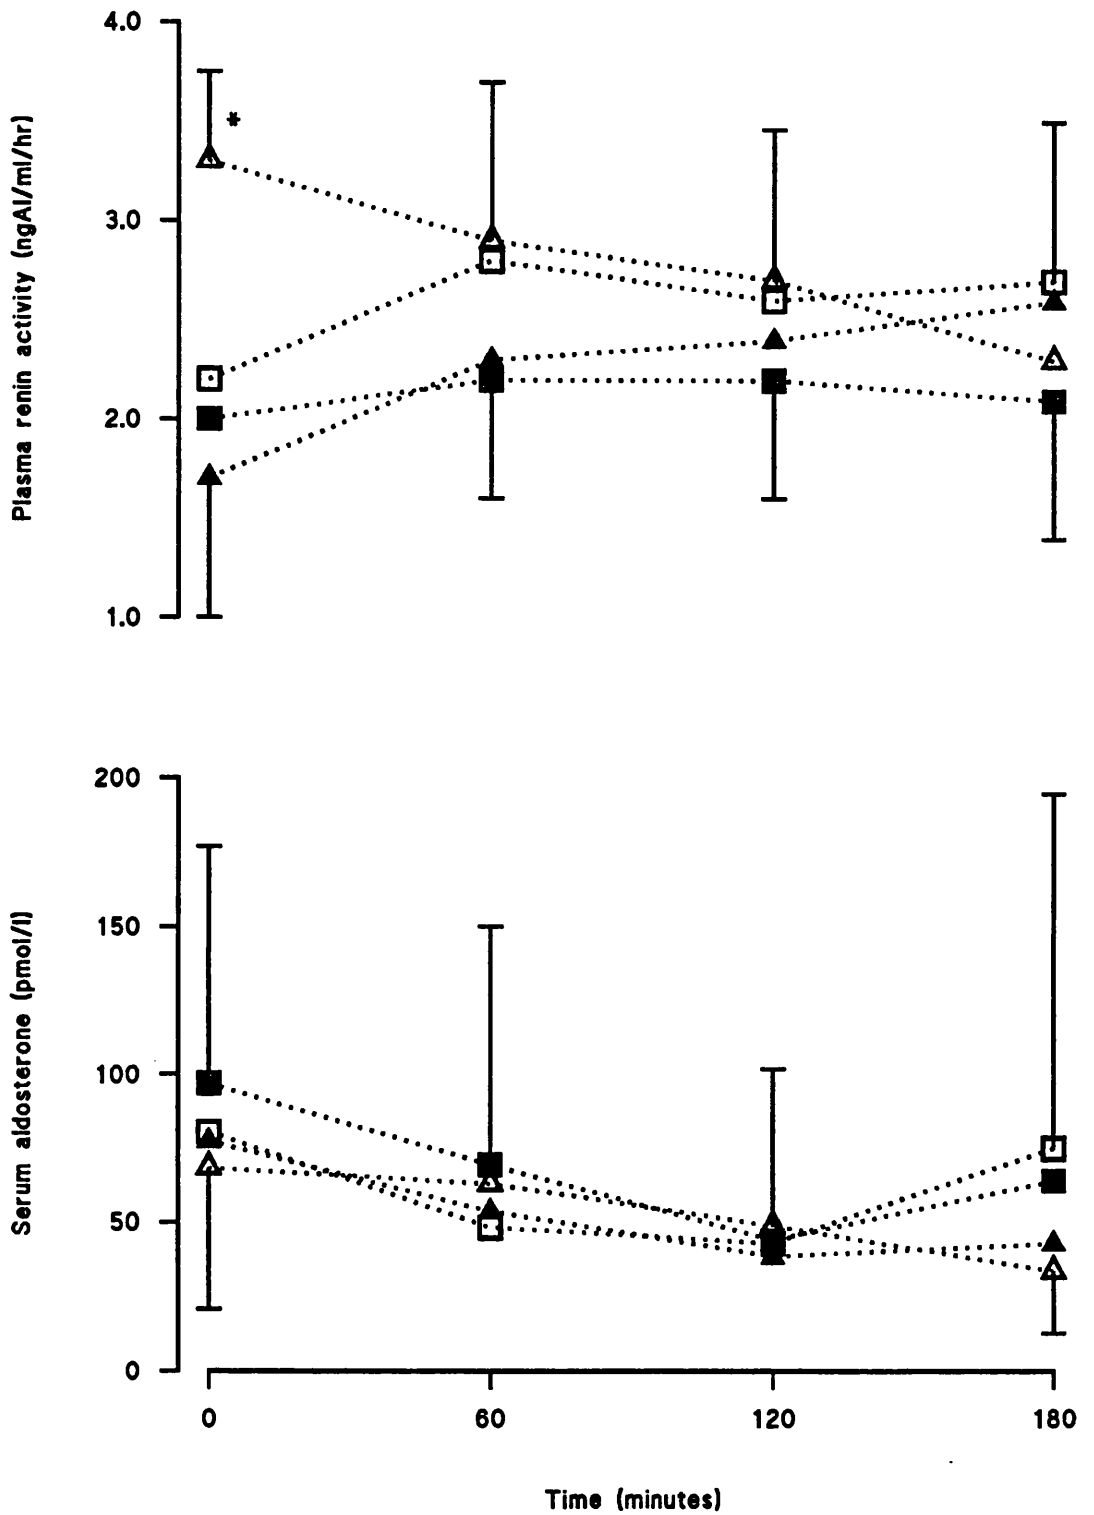 Plasma renin activity (ngAI/ml/hr)
4.0
*
3.0
2.0
1.0
Serum aldosterone (pmol/l)
200
150
100
50
0
0 60 120 180
Time (minutes)